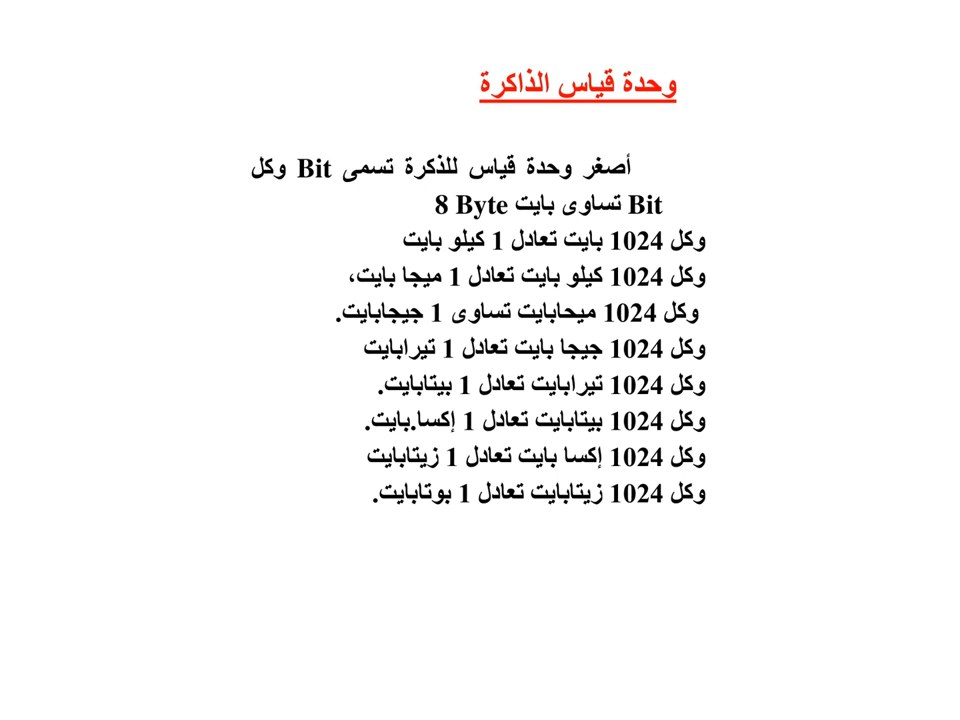 وحدة قياس الذاكرة
أصغر وحدة قياس للذكرة تسمى Bit وكل
8 Byte تساوى بايت Bit
وكل 1024 بايت تعادل 1 كيلو بايت
وكل 1024 كيلو بايت تعادل 1 ميجا بايت،
وكل 1024 ميحابايت تساوى 1 جيجابايت.
وكل 1024 جيجا بايت تعادل 1 تيرابايت
وكل 1024 تيرابايت تعادل 1 بيتابايت.
وكل 1024 بيتابايت تعادل 1 إكسا.بايت.
وكل 1024 إكسا بايت تعادل 1 زيتابايت
وكل 1024 زيتابايت تعادل 1 بوتابايت.